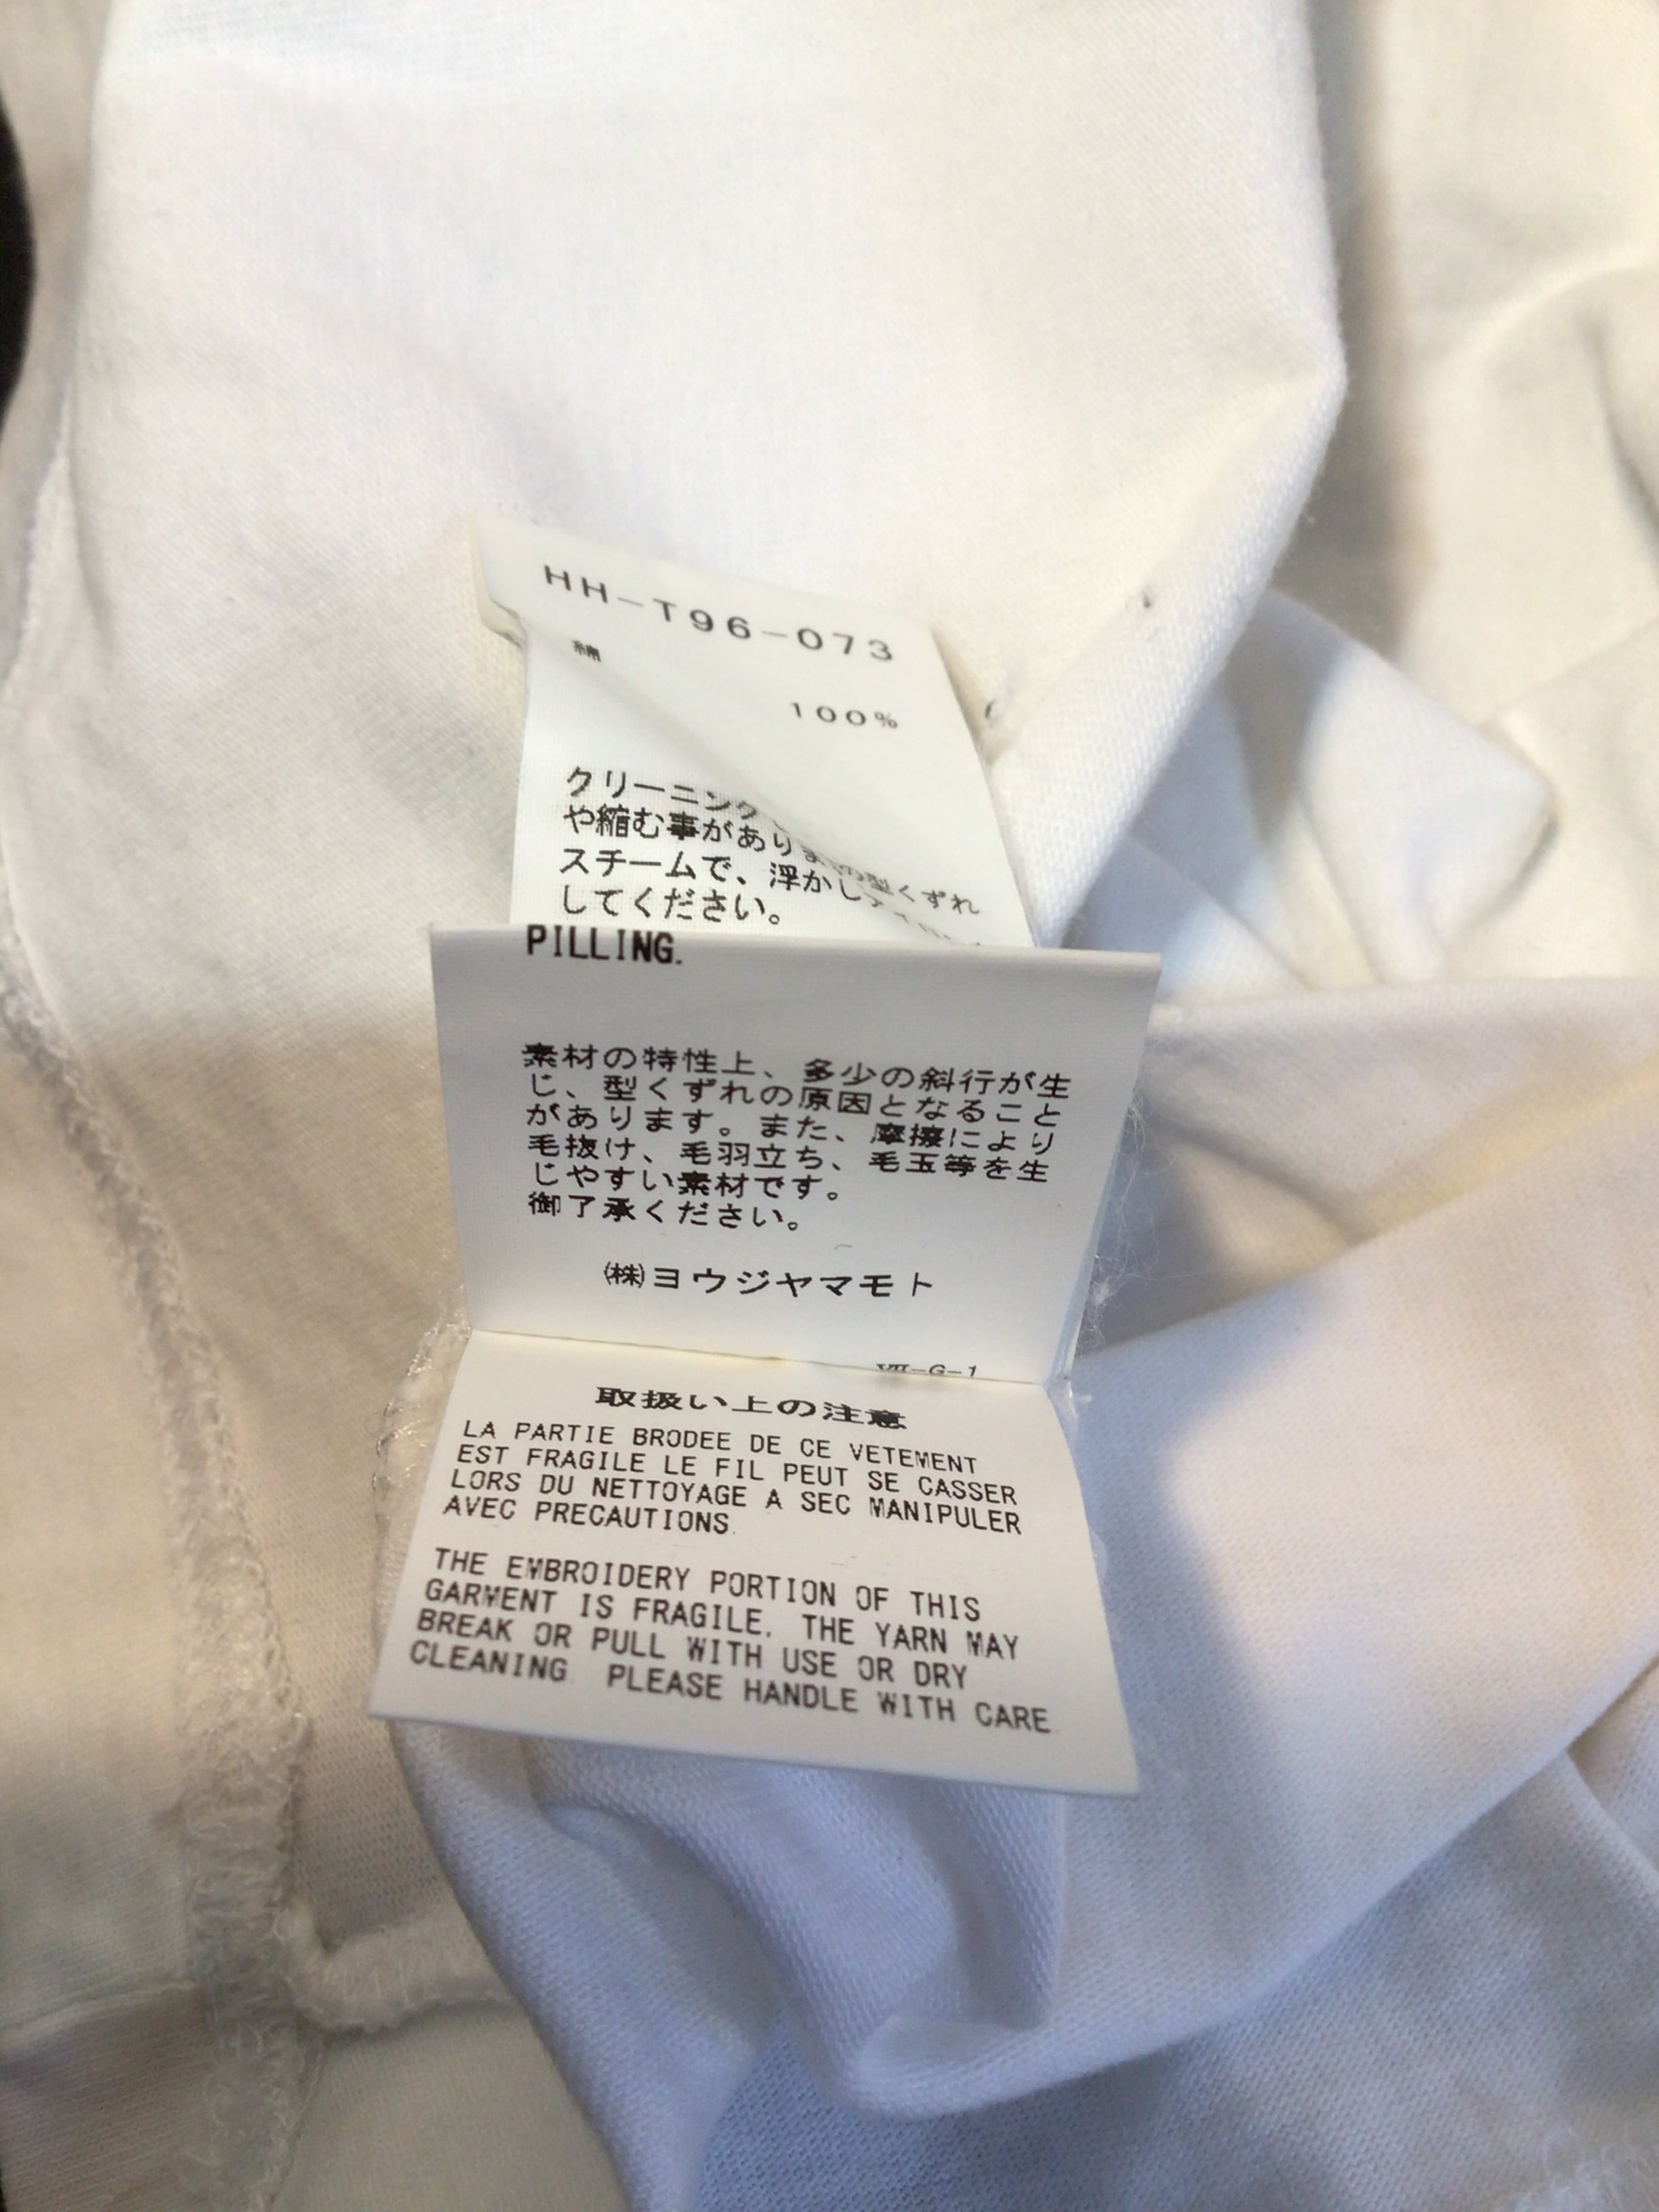 HH-T96-073
綿
100%
クリーニング
や縮む事がありま の型くずれ
スチームで、浮かし
してください。
PILLING.
素材の特性上、多少の斜行が生
じ、型くずれの原因となること
があります。また、摩擦により
毛抜け、毛羽立ち、毛玉等を生
じやすい素材です。
御了承ください。
㈱ヨウジヤマモト
Ⅶ-G-1
取扱い上の注意
LA PARTIE BRODEE DE CE VETEMENT
EST FRAGILE LE FIL PEUT SE CASSER
LORS DU NETTOYAGE A SEC MANIPULER
AVEC PRECAUTIONS.
THE EMBROIDERY PORTION OF THIS
GARMENT IS FRAGILE. THE YARN MAY
BREAK OR PULL WITH USE OR DRY
CLEANING. PLEASE HANDLE WITH CARE.